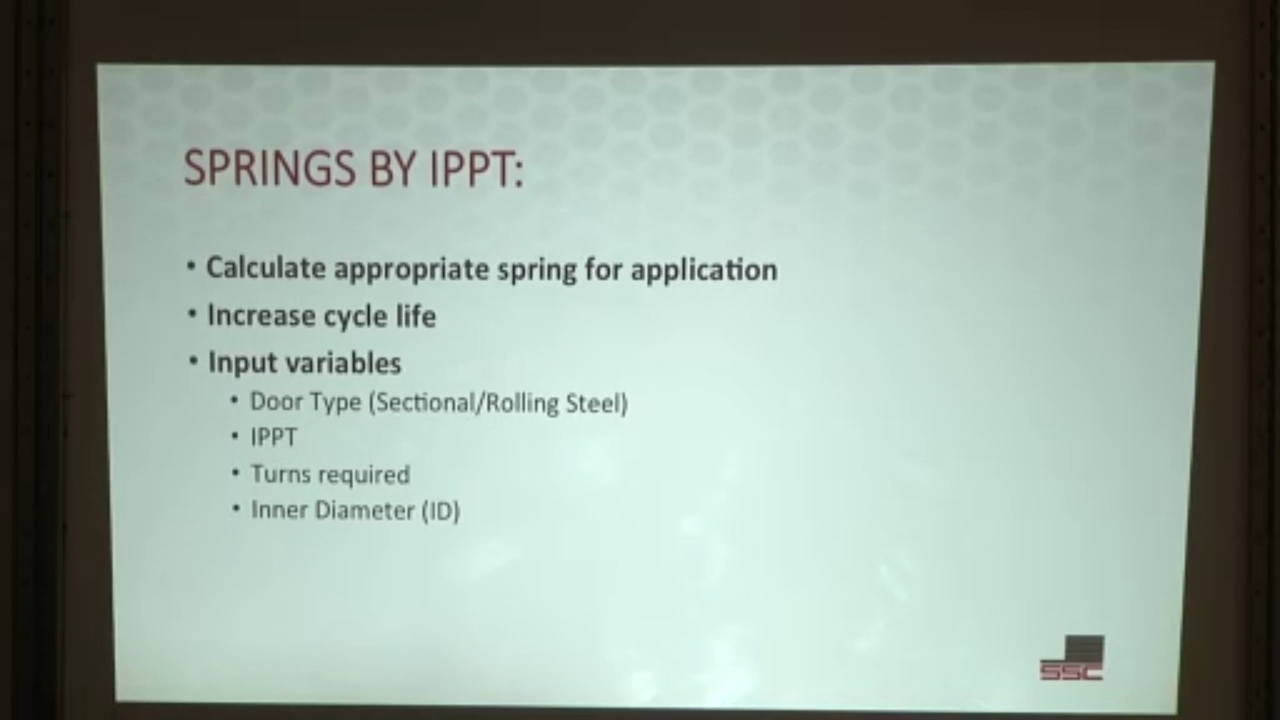 SPRINGS BY IPPT:
• Calculate appropriate spring for application
• Increase cycle life
• Input variables
• Door Type (Sectional/Rolling Steel)
• IPPT
• Turns required
• Inner Diameter (ID)
SSC